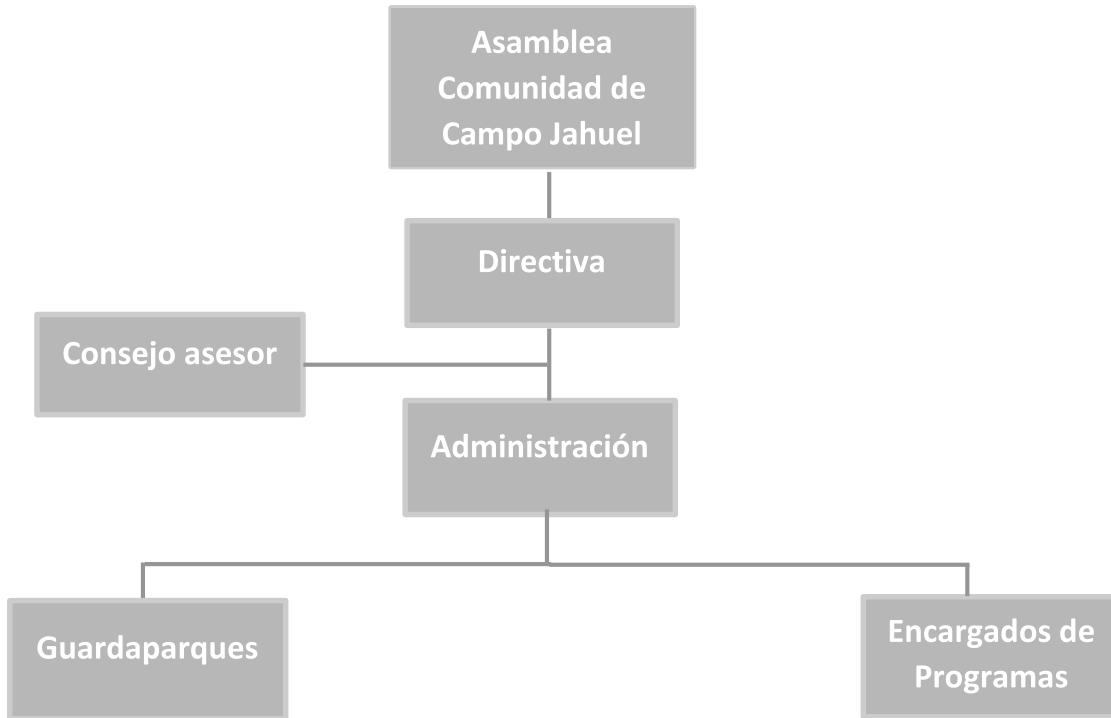 Asamblea
Comunidad de
Campo Jahuel
Directiva
Consejo asesor
Administración
Guardaparques
Encargados de
Programas